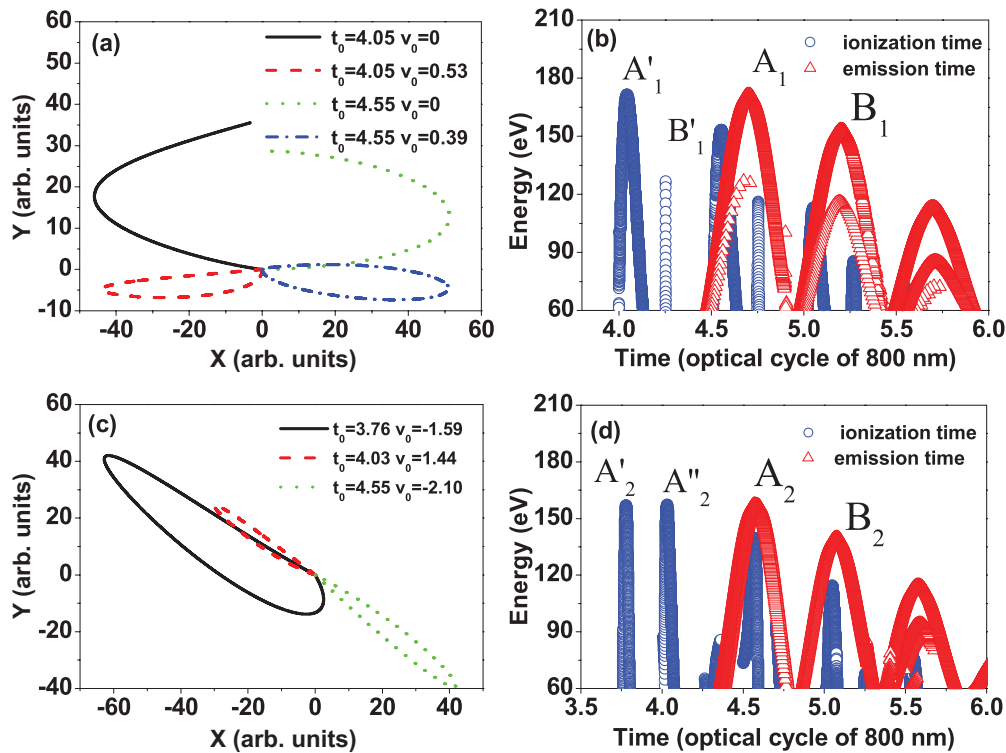 (a)
t₀=4.05 v₀=0
t₀=4.05 v₀=0.53
t₀=4.55 v₀=0
t₀=4.55 v₀=0.39
60
50
40
30
20
10
0
-10
Y (arb. units)
-40 -20 0 20 40 60
X (arb. units)
(b)
ionization time
emission time
A'₁
A₁
B'₁
B₁
210
180
150
120
90
60
Energy (eV)
4.0 4.5 5.0 5.5 6.0
Time (optical cycle of 800 nm)
(c)
t₀=3.76 v₀=-1.59
t₀=4.03 v₀=1.44
t₀=4.55 v₀=-2.10
60
40
20
0
-20
-40
Y (arb. units)
-60 -40 -20 0 20 40
X (arb. units)
(d)
ionization time
emission time
A'₂
A''₂
A₂
B₂
210
180
150
120
90
60
Energy (eV)
3.5 4.0 4.5 5.0 5.5 6.0
Time (optical cycle of 800 nm)